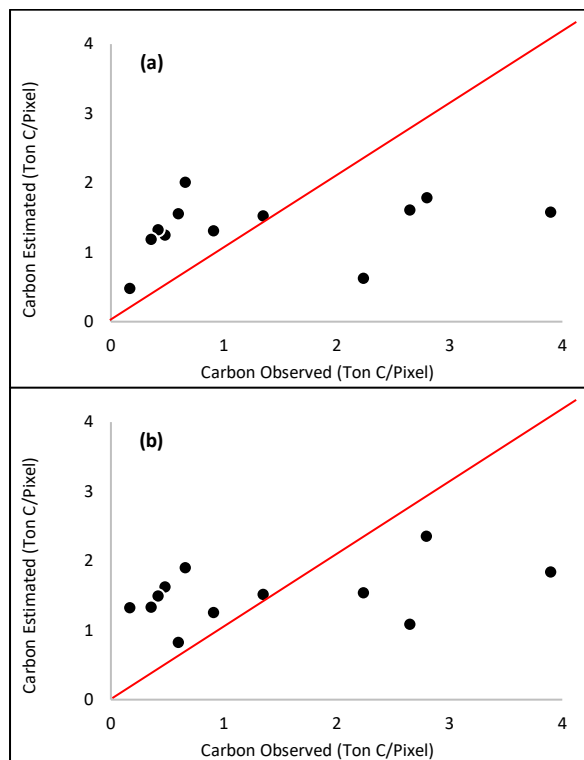 (a)
4
3
2
1
0
Carbon Estimated (Ton C/Pixel)
0 1 2 3 4
Carbon Observed (Ton C/Pixel)
(b)
4
3
2
1
0
Carbon Estimated (Ton C/Pixel)
0 1 2 3 4
Carbon Observed (Ton C/Pixel)